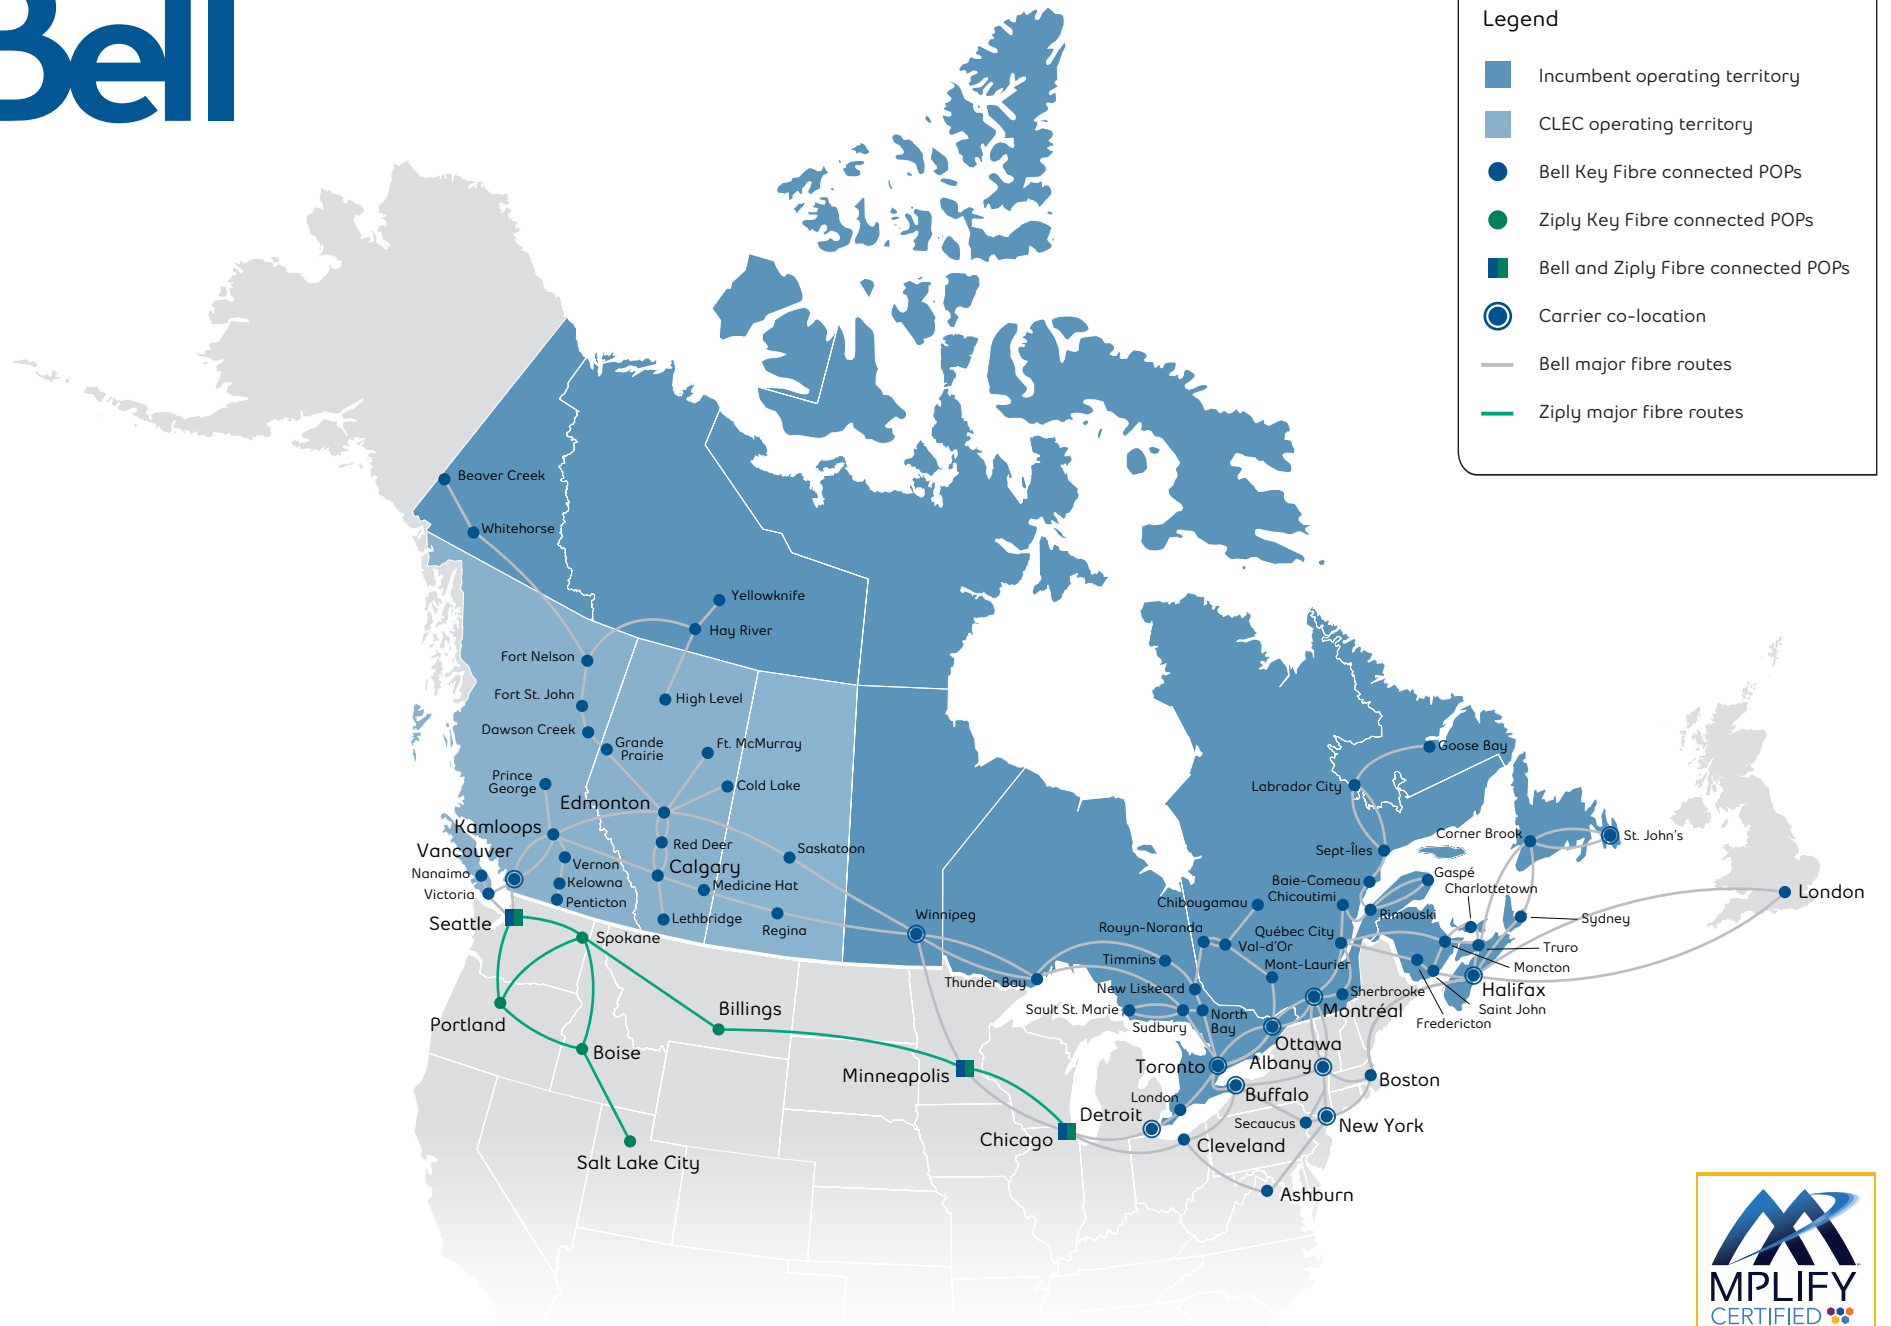 Bell
Legend
Incumbent operating territory
CLEC operating territory
Bell Key Fibre connected POPs
Ziply Key Fibre connected POPs
Bell and Ziply Fibre connected POPs
Carrier co-location
Bell major fibre routes
Ziply major fibre routes
Beaver Creek
Whitehorse
Yellowknife
Hay River
Fort Nelson
Fort St. John
High Level
Dawson Creek
Grande
Prairie
Ft. McMurray
Prince
George
Cold Lake
Edmonton
Kamloops
Vancouver
Red Deer
Calgary
Saskatoon
Nanaimo
Vernon
Victoria
Kelowna
Medicine Hat
Penticton
Seattle
Lethbridge
Regina
Winnipeg
Spokane
Portland
Billings
Boise
Salt Lake City
Minneapolis
Chicago
Thunder Bay
Goose Bay
Labrador City
Corner Brook
St. John's
Sept-Îles
Gaspé
Baie-Comeau
Charlottetown
Chicoutimi
Chibougamau
Rimouski
Sydney
London
Rouyn-Noranda
Québec City
Val-d'Or
Truro
Timmins
Mont-Laurier
Moncton
New Liskeard
Sherbrooke
Halifax
Sault St. Marie
Sudbury
North
Bay
Montréal
Saint John
Fredericton
Ottawa
Toronto
Albany
Boston
Buffalo
London
Detroit
Secaucus
New York
Cleveland
Ashburn
MPLIFY
CERTIFIED